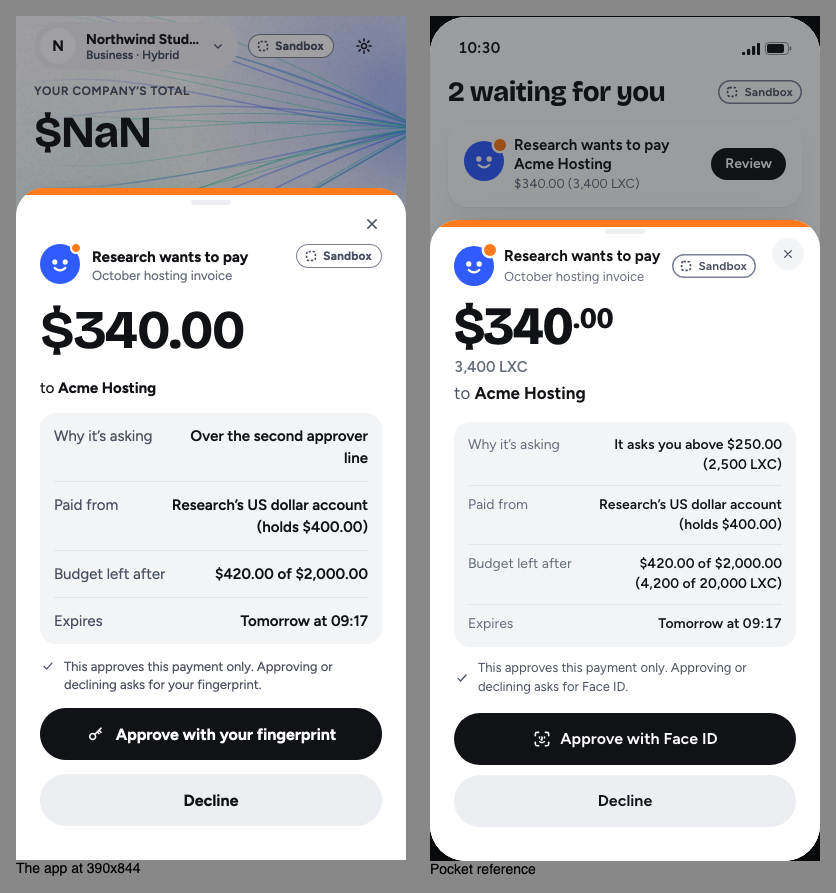 N
Northwind Stud...
Business · Hybrid
Sandbox
YOUR COMPANY'S TOTAL
$NaN
Research wants to pay
October hosting invoice
Sandbox
$340.00
to Acme Hosting
Why it's asking
Over the second approver
line
Paid from
Research's US dollar account
(holds $400.00)
Budget left after
$420.00 of $2,000.00
Expires
Tomorrow at 09:17
This approves this payment only. Approving or
declining asks for your fingerprint.
Approve with your fingerprint
Decline
The app at 390x844
10:30
2 waiting for you
Sandbox
Research wants to pay
Acme Hosting
$340.00 (3,400 LXC)
Review
Research wants to pay
October hosting invoice
Sandbox
$340.00
3,400 LXC
to Acme Hosting
Why it's asking
It asks you above $250.00
(2,500 LXC)
Paid from
Research's US dollar account
(holds $400.00)
Budget left after
$420.00 of $2,000.00
(4,200 of 20,000 LXC)
Expires
Tomorrow at 09:17
This approves this payment only. Approving or
declining asks for Face ID.
Approve with Face ID
Decline
Pocket reference